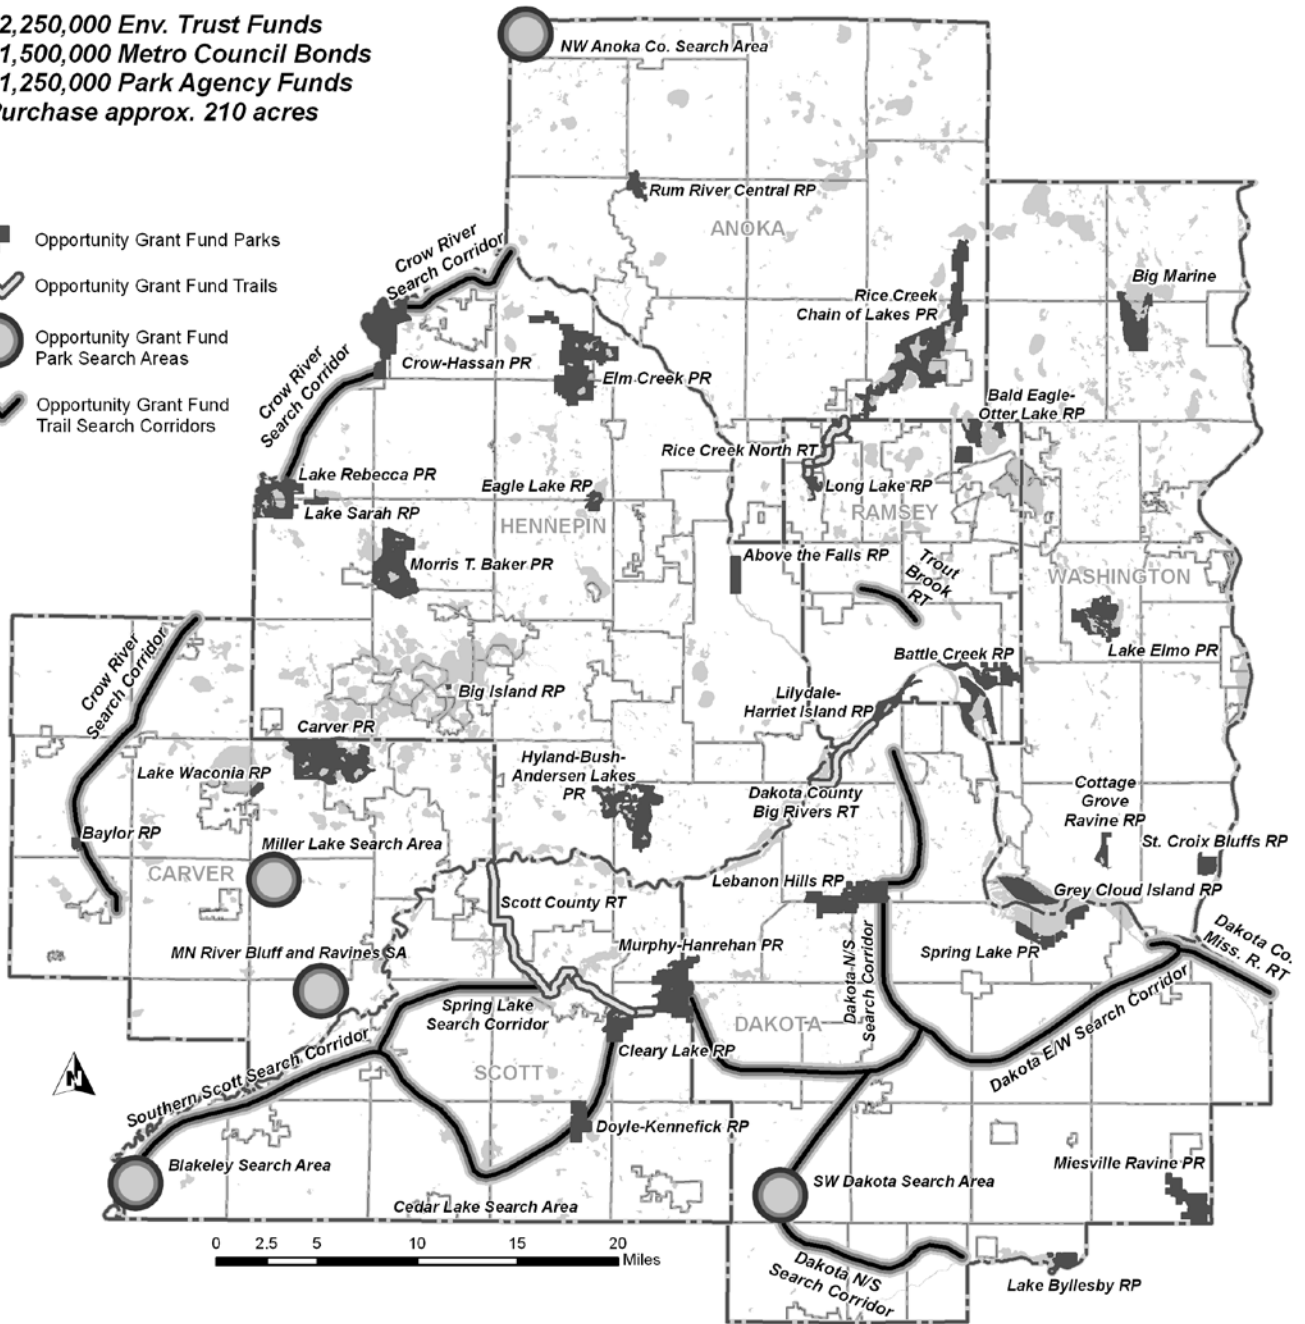 2,250,000 Env. Trust Funds
1,500,000 Metro Council Bonds
1,250,000 Park Agency Funds
Purchase approx. 210 acres
Opportunity Grant Fund Parks
Opportunity Grant Fund Trails
Opportunity Grant Fund
Park Search Areas
Opportunity Grant Fund
Trail Search Corridors
NW Anoka Co. Search Area
Rum River Central RP
ANOKA
Crow River
Search Corridor
Big Marine
Rice Creek
Chain of Lakes PR
Crow-Hassan PR
Elm Creek PR
Crow River
Search Corridor
Bald Eagle-
Otter Lake RP
Rice Creek North RT
Lake Rebecca PR
Eagle Lake RP
Long Lake RP
Lake Sarah RP
HENNEPIN
RAMSEY
Above the Falls RP
Morris T. Baker PR
Trout
Brook
RT
WASHINGTON
Lake Elmo PR
Crow River
Search Corridor
Battle Creek RP
Big Island RP
Lilydale-
Harriet Island RP
Carver PR
Lake Waconia RP
Hyland-Bush-
Andersen Lakes
PR
Dakota County
Big Rivers RT
Cottage
Grove
Ravine RP
Baylor RP
Miller Lake Search Area
St. Croix Bluffs RP
CARVER
Lebanon Hills RP
Grey Cloud Island RP
Scott County RT
Murphy-Hanrehan PR
Dakota-N/S
Search Corridor
Spring Lake PR
Dakota Co.
Miss. R. RT
MN River Bluff and Ravines SA
Spring Lake
Search Corridor
DAKOTA
Dakota E/W Search Corridor
Cleary Lake RP
Southern Scott Search Corridor
SCOTT
N
Doyle-Kennefick RP
Blakeley Search Area
Miesville Ravine PR
SW Dakota Search Area
Cedar Lake Search Area
0 2.5 5 10 15 20
Miles
Dakota N/S
Search Corridor
Lake Byllesby RP